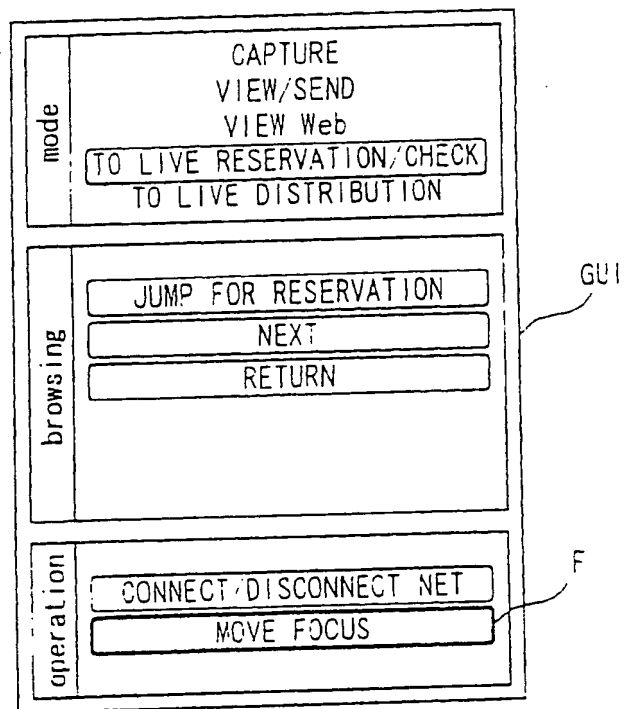 mode
CAPTURE
VIEW/SEND
VIEW Web
TO LIVE RESERVATION/CHECK
TO LIVE DISTRIBUTION
browsing
JUMP FOR RESERVATION
NEXT
RETURN
GUI
operation
CONNECT/DISCONNECT NET
MOVE FOCUS
F